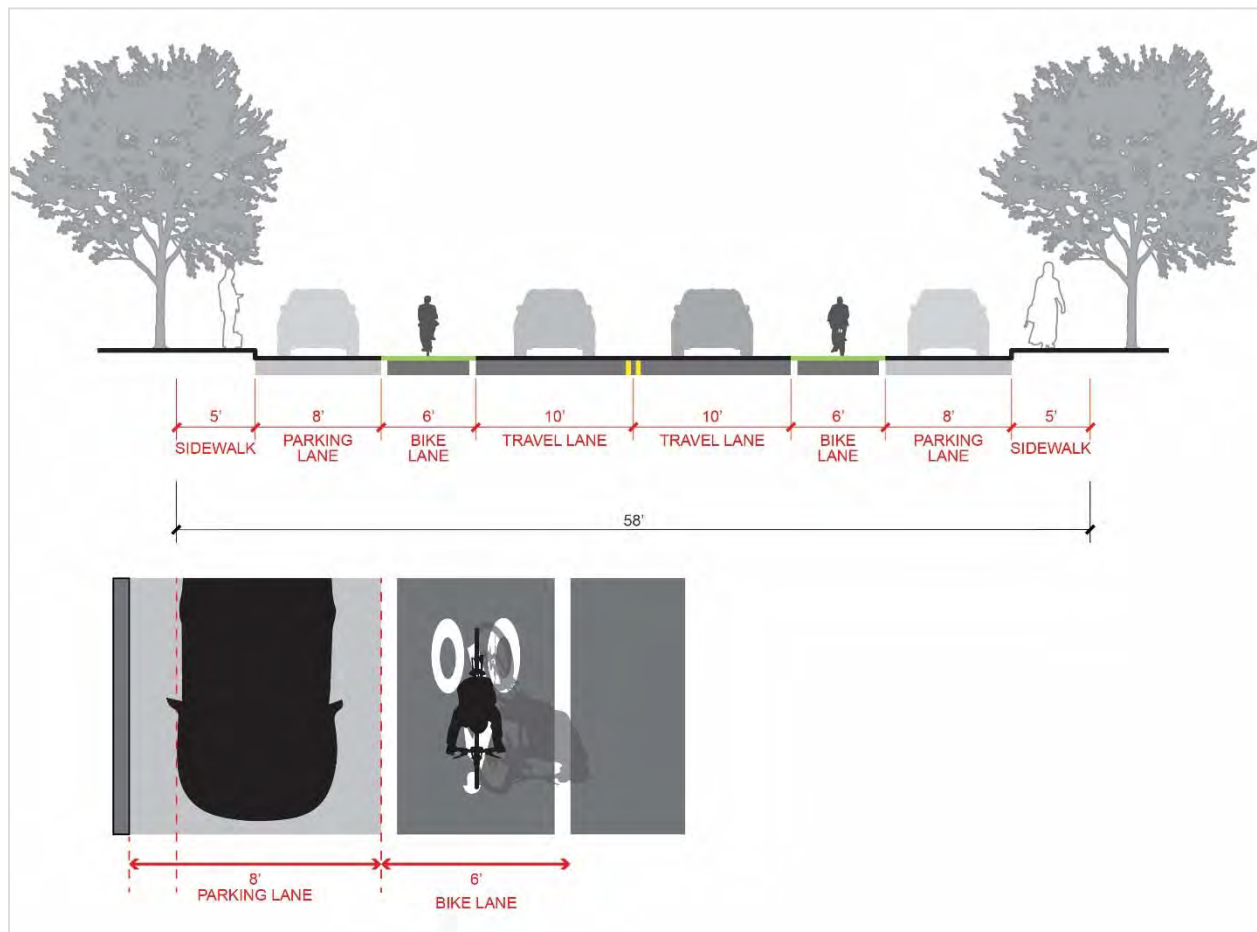 5' 8' 6' 10' 10' 6' 8' 5'
SIDEWALK PARKING BIKE TRAVEL LANE TRAVEL LANE BIKE PARKING SIDEWALK
LANE LANE LANE LANE
58'
8' 6'
PARKING LANE BIKE LANE